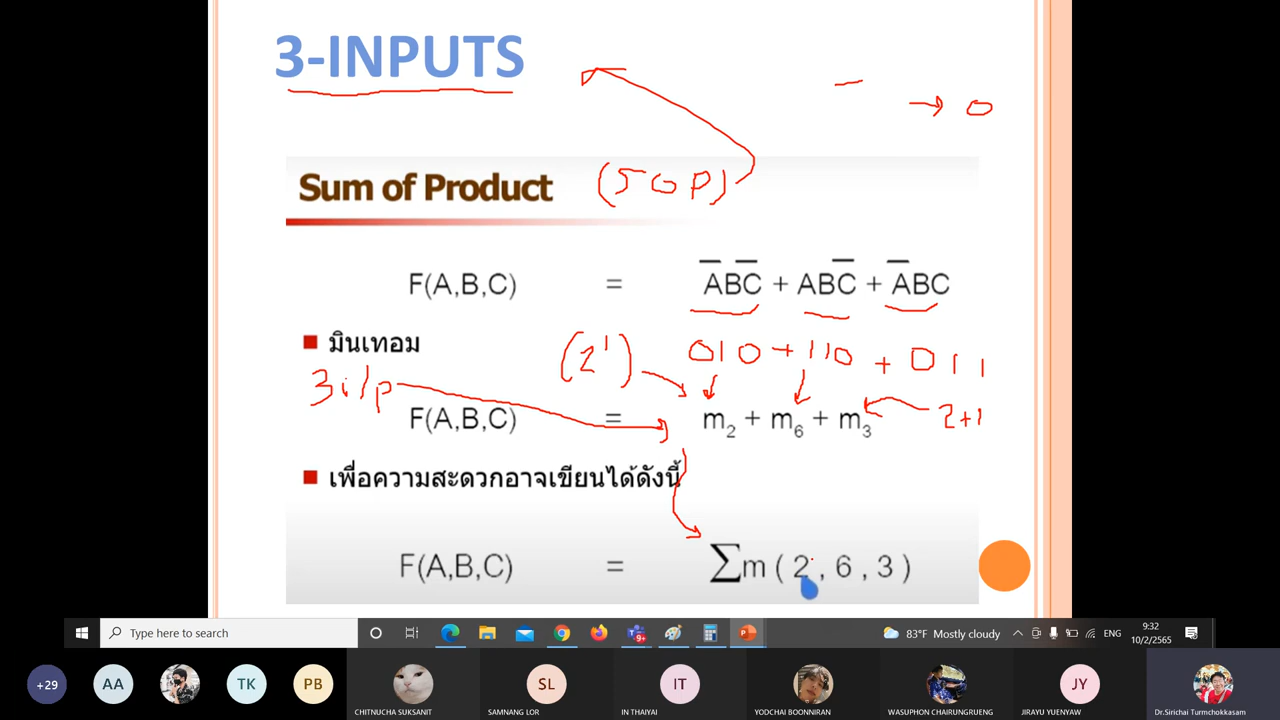 3-INPUTS
→ 0
Sum of Product (SOP)
F(A,B,C) = A̅BC̅ + ABC̅ + A̅BC
มินเทอม (2¹) 010 + 110 + 011
3 i/p
F(A,B,C) = m₂ + m₆ + m₃ 2+1
เพื่อความสะดวกอาจเขียนได้ดังนี้
F(A,B,C) = ∑m ( 2 , 6 , 3 )
Type here to search
9+
83°F Mostly cloudy
ENG
9:32
10/2/2565
+29
AA
TK
PB
SL
IT
JY
CHITNUCHA SUKSANIT
SAMNANG LOR
IN THAIYAI
YODCHAI BOONNIRAN
WASUPHON CHAIRUNGRUENG
JIRAYU YUENYAW
Dr.Sirichai Turmchokkasam